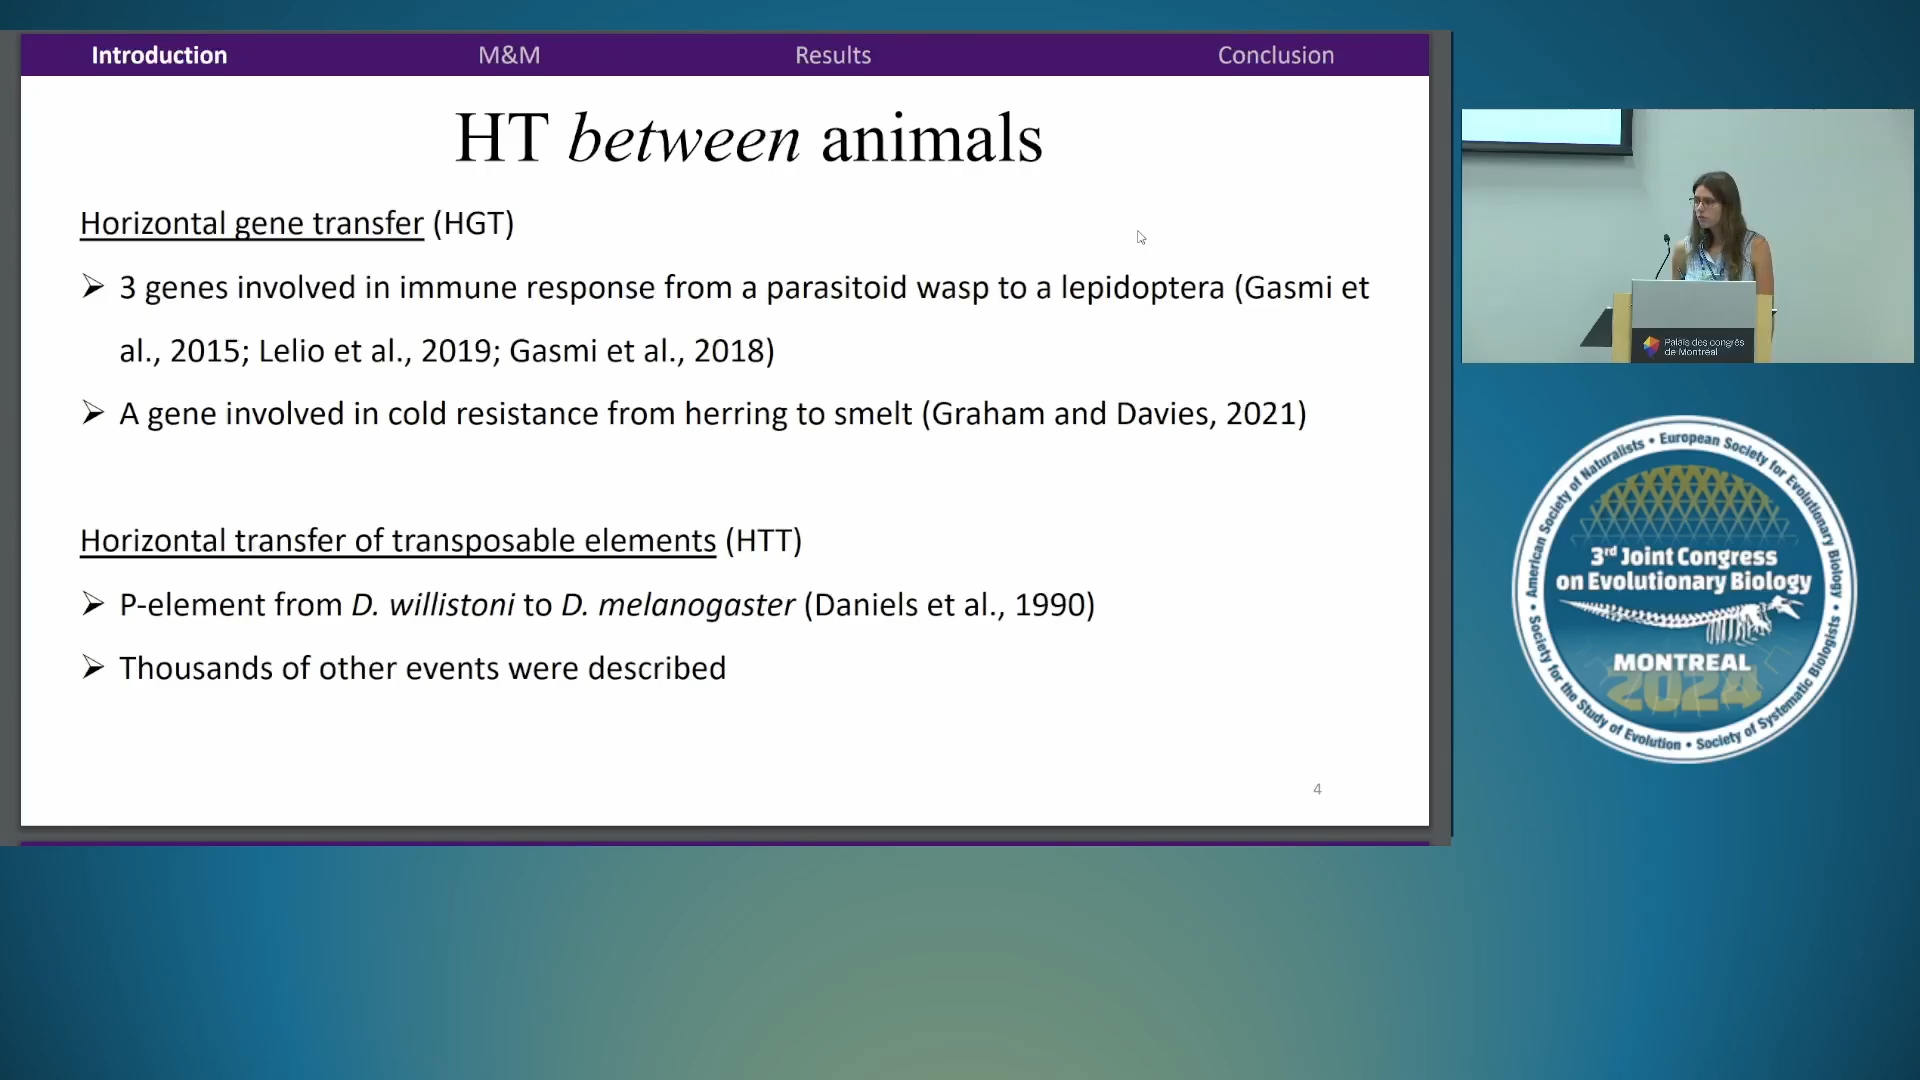 Introduction
M&M
Results
Conclusion
HT between animals
Horizontal gene transfer (HGT)
➢ 3 genes involved in immune response from a parasitoid wasp to a lepidoptera (Gasmi et
al., 2015; Lelio et al., 2019; Gasmi et al., 2018)
➢ A gene involved in cold resistance from herring to smelt (Graham and Davies, 2021)
Horizontal transfer of transposable elements (HTT)
➢ P-element from D. willistoni to D. melanogaster (Daniels et al., 1990)
➢ Thousands of other events were described
4
Palais des congrès
de Montréal
American Society of Naturalists • European Society for Evolutionary Biology •
Society for the Study of Evolution • Society of Systematic Biologists •
3rd Joint Congress
on Evolutionary Biology
MONTREAL
2024